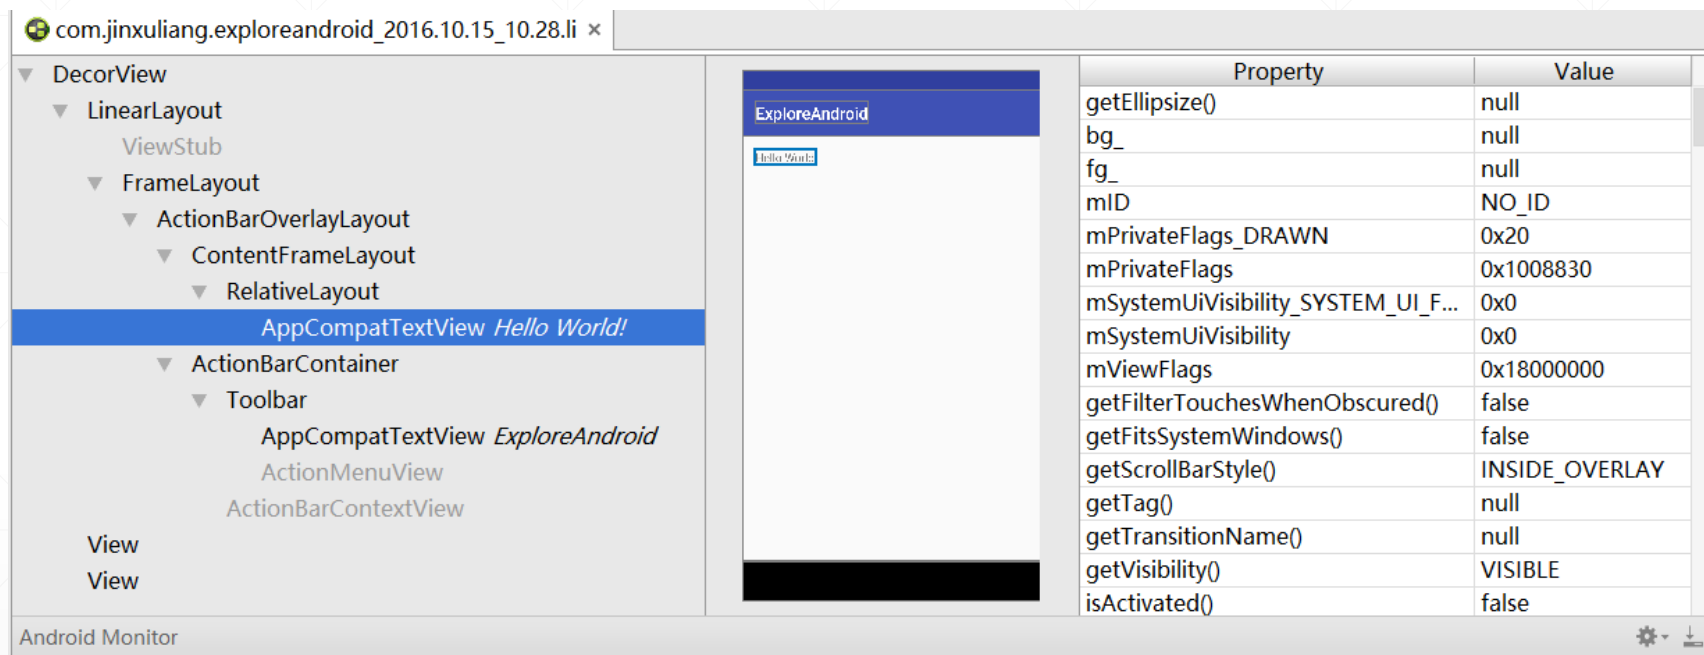 com.jinxuliang.exploreandroid_2016.10.15_10.28.li ×
DecorView
LinearLayout
ViewStub
FrameLayout
ActionBarOverlayLayout
ContentFrameLayout
RelativeLayout
AppCompatTextView Hello World!
ActionBarContainer
Toolbar
AppCompatTextView ExploreAndroid
ActionMenuView
ActionBarContextView
View
View
ExploreAndroid
Hello World!
Property Value
getEllipsize() null
bg_ null
fg_ null
mID NO_ID
mPrivateFlags_DRAWN 0x20
mPrivateFlags 0x1008830
mSystemUiVisibility_SYSTEM_UI_F... 0x0
mSystemUiVisibility 0x0
mViewFlags 0x18000000
getFilterTouchesWhenObscured() false
getFitsSystemWindows() false
getScrollBarStyle() INSIDE_OVERLAY
getTag() null
getTransitionName() null
getVisibility() VISIBLE
isActivated() false
Android Monitor